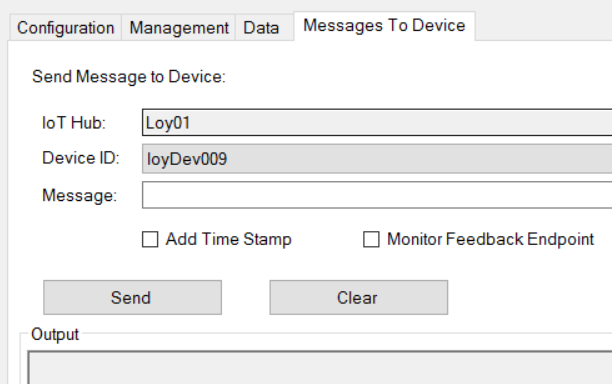 Configuration Management Data Messages To Device
Send Message to Device:
IoT Hub: Loy01
Device ID: loyDev009
Message:
Add Time Stamp Monitor Feedback Endpoint
Send Clear
Output